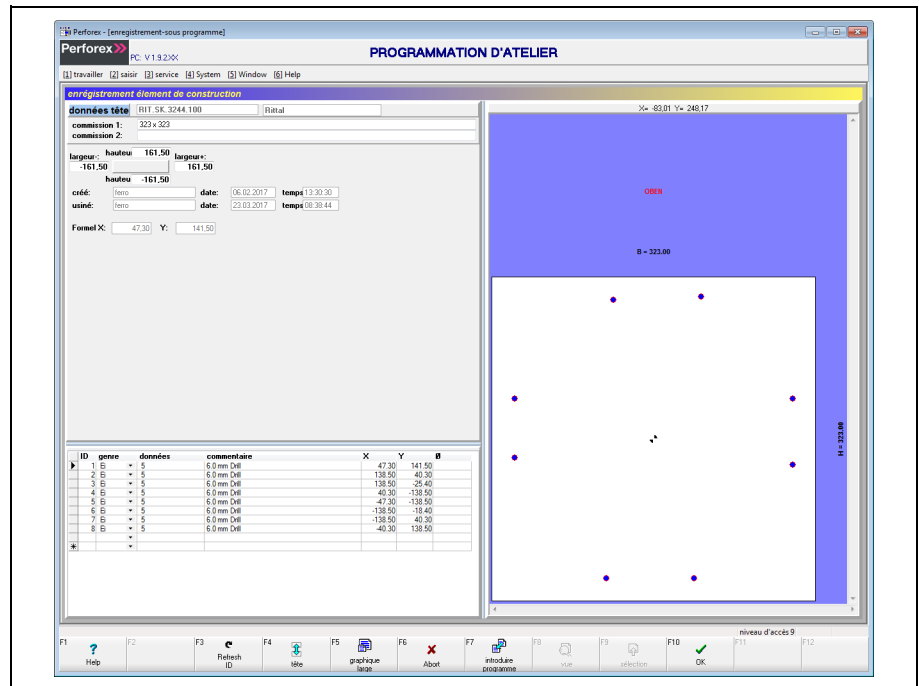 Perforex - [enregistrement-sous programme]
Perforex
PC: V 1.9.2.XX
PROGRAMMATION D'ATELIER
[1] travailler [2] saisir [3] service [4] System [5] Window [6] Help
enrégistrement élement de construction
données tête RIT.SK.3244.100 Rittal
commission 1: 323 x 323
commission 2:
hauteu 161,50
largeur-: largeur+:
-161,50 161,50
hauteu -161,50
créé: ferro date: 06.02.2017 temps 13:30:30
usiné: ferro date: 23.03.2017 temps 08:38:44
Formel X: 47,30 Y: 141,50
X= -83,01 Y= 248,17
OBEN
B = 323.00
H = 323.00
ID genre données commentaire X Y Ø
1 Ei 5 6.0 mm Drill 47.30 141.50
2 Ei 5 6.0 mm Drill 138.50 40.30
3 Ei 5 6.0 mm Drill 138.50 -25.40
4 Ei 5 6.0 mm Drill 40.30 -138.50
5 Ei 5 6.0 mm Drill -47.30 -138.50
6 Ei 5 6.0 mm Drill -138.50 -18.40
7 Ei 5 6.0 mm Drill -138.50 40.30
8 Ei 5 6.0 mm Drill -40.30 138.50
niveau d'accès 9
F1 Help
F2
F3 Refresh ID
F4 tête
F5 graphique large
F6 Abort
F7 introduire programme
F8 vue
F9 sélection
F10 OK
F11
F12